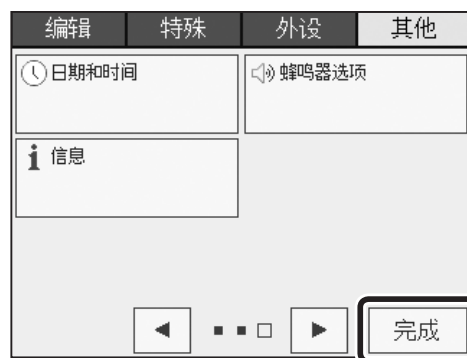 编辑 特殊 外设 其他
日期和时间 蜂鸣器选项
信息
完成